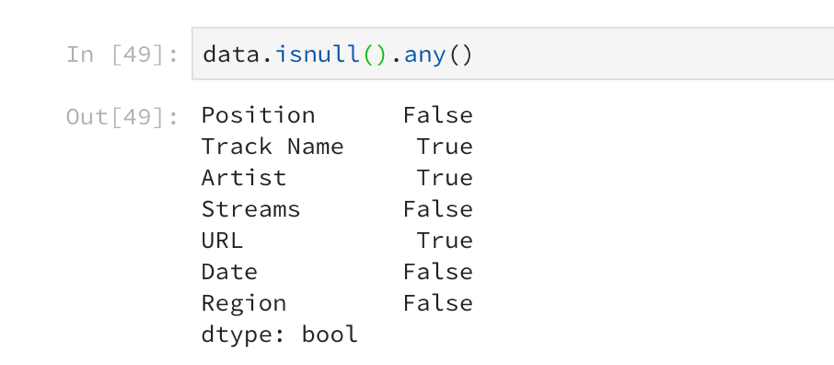 In [49]: data.isnull().any()
Out[49]: Position False
Track Name True
Artist True
Streams False
URL True
Date False
Region False
dtype: bool